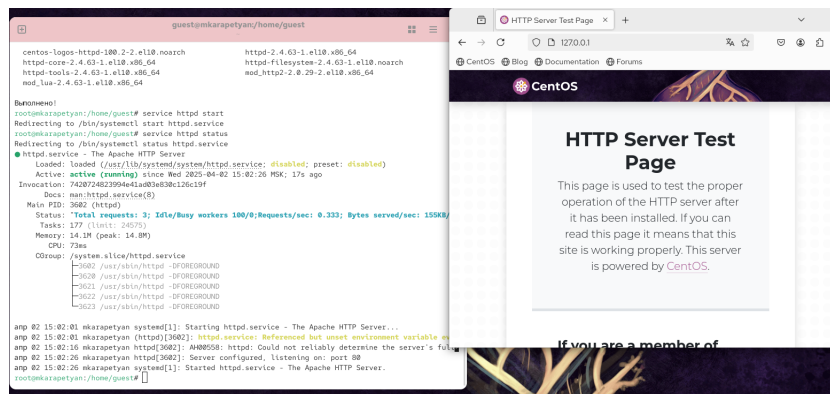 guest@mkarapetyan:/home/guest
centos-logos-httpd-100.2-2.el10.noarch httpd-2.4.63-1.el10.x86_64
httpd-core-2.4.63-1.el10.x86_64 httpd-filesystem-2.4.63-1.el10.noarch
httpd-tools-2.4.63-1.el10.x86_64 mod_http2-2.0.29-2.el10.x86_64
mod_lua-2.4.63-1.el10.x86_64
Выполнено!
root@mkarapetyan:/home/guest# service httpd start
Redirecting to /bin/systemctl start httpd.service
root@mkarapetyan:/home/guest# service httpd status
Redirecting to /bin/systemctl status httpd.service
● httpd.service - The Apache HTTP Server
Loaded: loaded (/usr/lib/systemd/system/httpd.service; disabled; preset: disabled)
Active: active (running) since Wed 2025-04-02 15:02:26 MSK; 17s ago
Invocation: 7420724823994e41ad03e830c126c19f
Docs: man:httpd.service(8)
Main PID: 3602 (httpd)
Status: "Total requests: 3; Idle/Busy workers 100/0;Requests/sec: 0.333; Bytes served/sec: 155KB/
Tasks: 177 (limit: 24575)
Memory: 14.1M (peak: 14.8M)
CPU: 73ms
CGroup: /system.slice/httpd.service
├─3602 /usr/sbin/httpd -DFOREGROUND
├─3620 /usr/sbin/httpd -DFOREGROUND
├─3621 /usr/sbin/httpd -DFOREGROUND
├─3622 /usr/sbin/httpd -DFOREGROUND
└─3623 /usr/sbin/httpd -DFOREGROUND
апр 02 15:02:01 mkarapetyan systemd[1]: Starting httpd.service - The Apache HTTP Server...
апр 02 15:02:01 mkarapetyan (httpd)[3602]: httpd.service: Referenced but unset environment variable
апр 02 15:02:16 mkarapetyan httpd[3602]: AH00558: httpd: Could not reliably determine the server's
апр 02 15:02:26 mkarapetyan httpd[3602]: Server configured, listening on: port 80
апр 02 15:02:26 mkarapetyan systemd[1]: Started httpd.service - The Apache HTTP Server.
root@mkarapetyan:/home/guest#
HTTP Server Test Page
127.0.0.1
CentOS Blog Documentation Forums
CentOS
HTTP Server Test
Page
This page is used to test the proper
operation of the HTTP server after
it has been installed. If you can
read this page it means that this
site is working properly. This server
is powered by CentOS.
If you are a member of